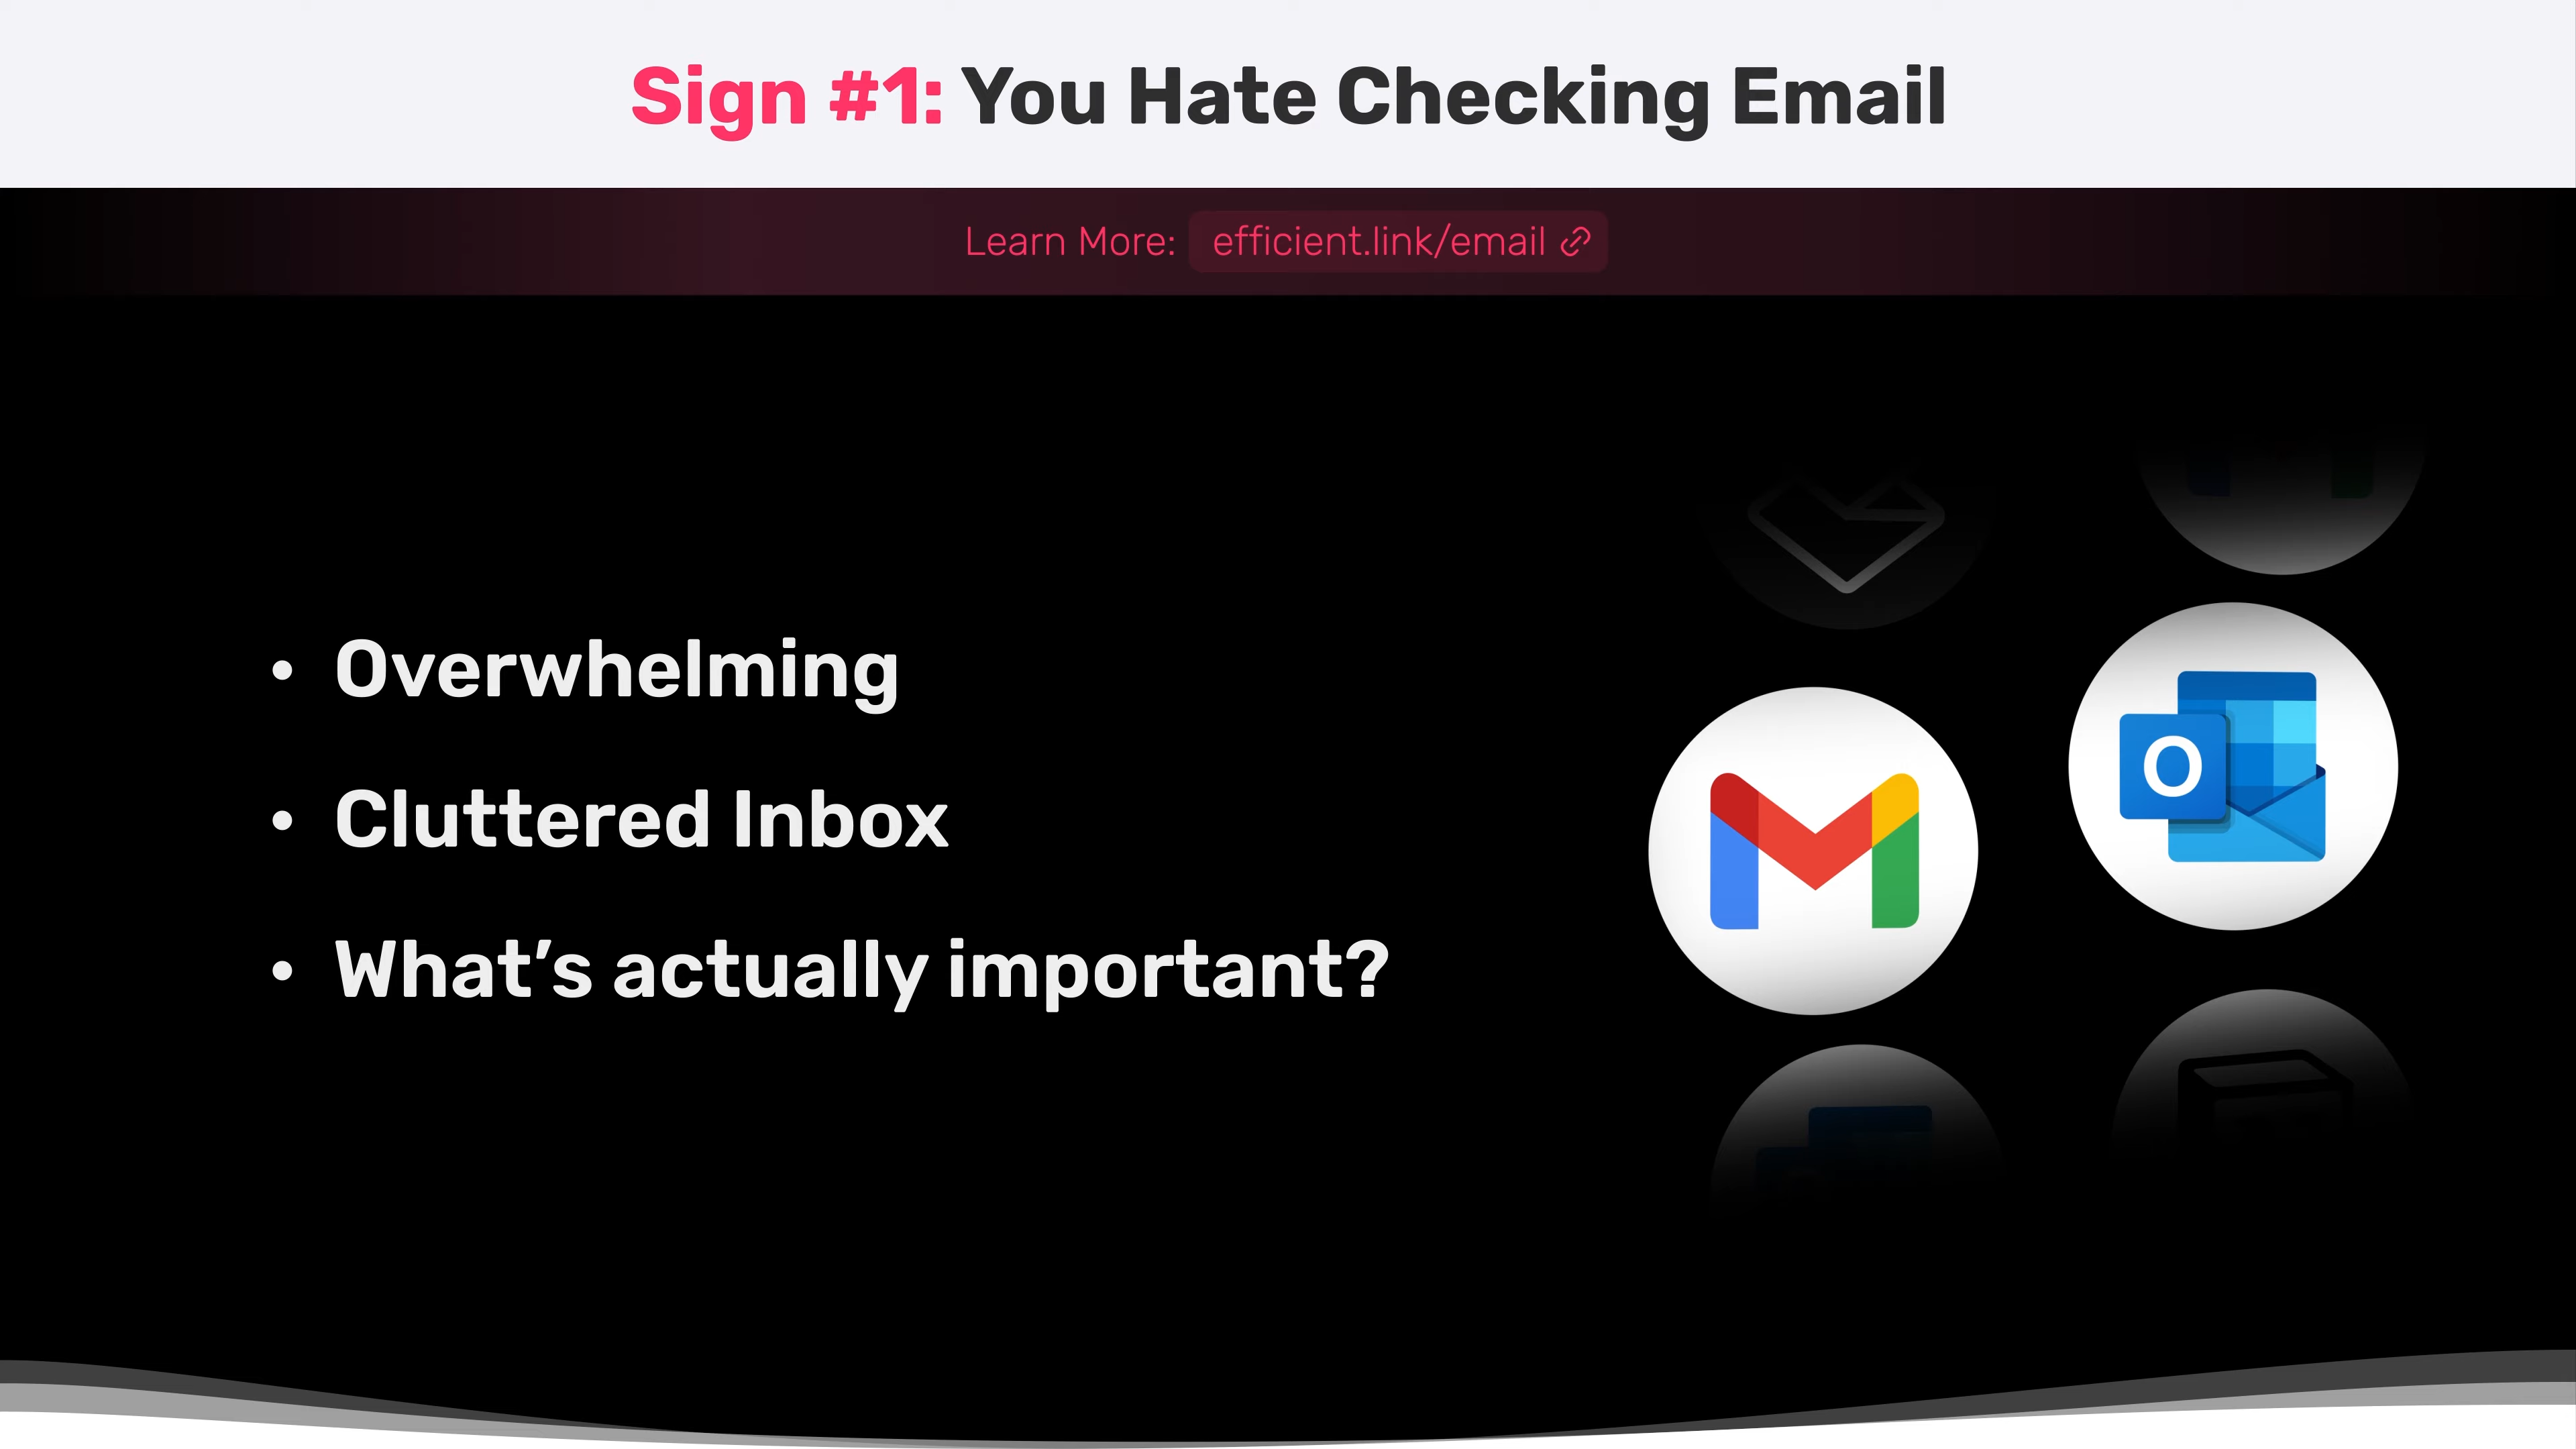 Sign #1: You Hate Checking Email
Learn More: efficient.link/email
• Overwhelming
• Cluttered Inbox
• What’s actually important?
O